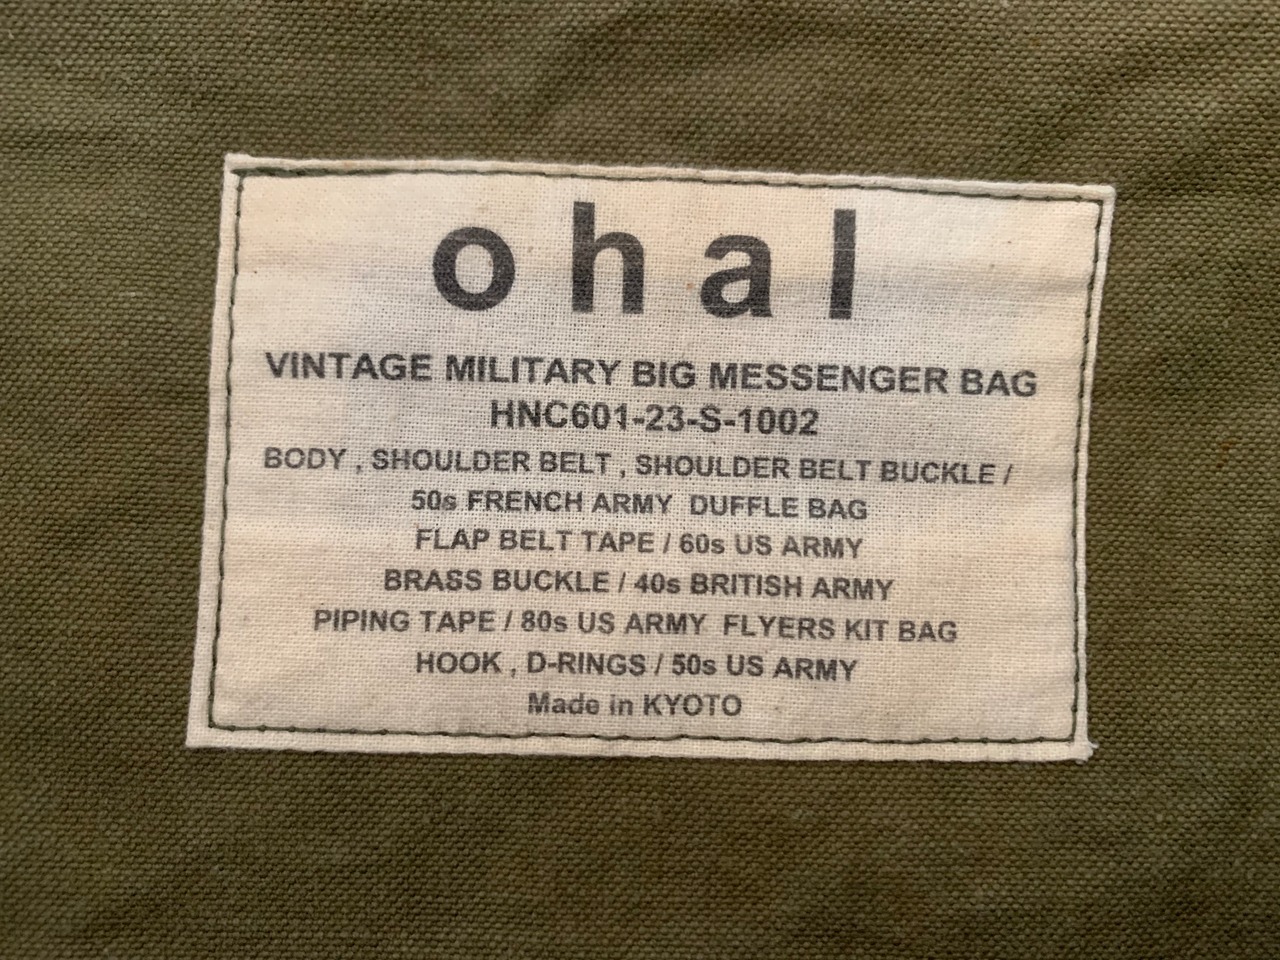 ohal
VINTAGE MILITARY BIG MESSENGER BAG
HNC601-23-S-1002
BODY , SHOULDER BELT , SHOULDER BELT BUCKLE /
50s FRENCH ARMY DUFFLE BAG
FLAP BELT TAPE / 60s US ARMY
BRASS BUCKLE / 40s BRITISH ARMY
PIPING TAPE / 80s US ARMY FLYERS KIT BAG
HOOK , D-RINGS / 50s US ARMY
Made in KYOTO